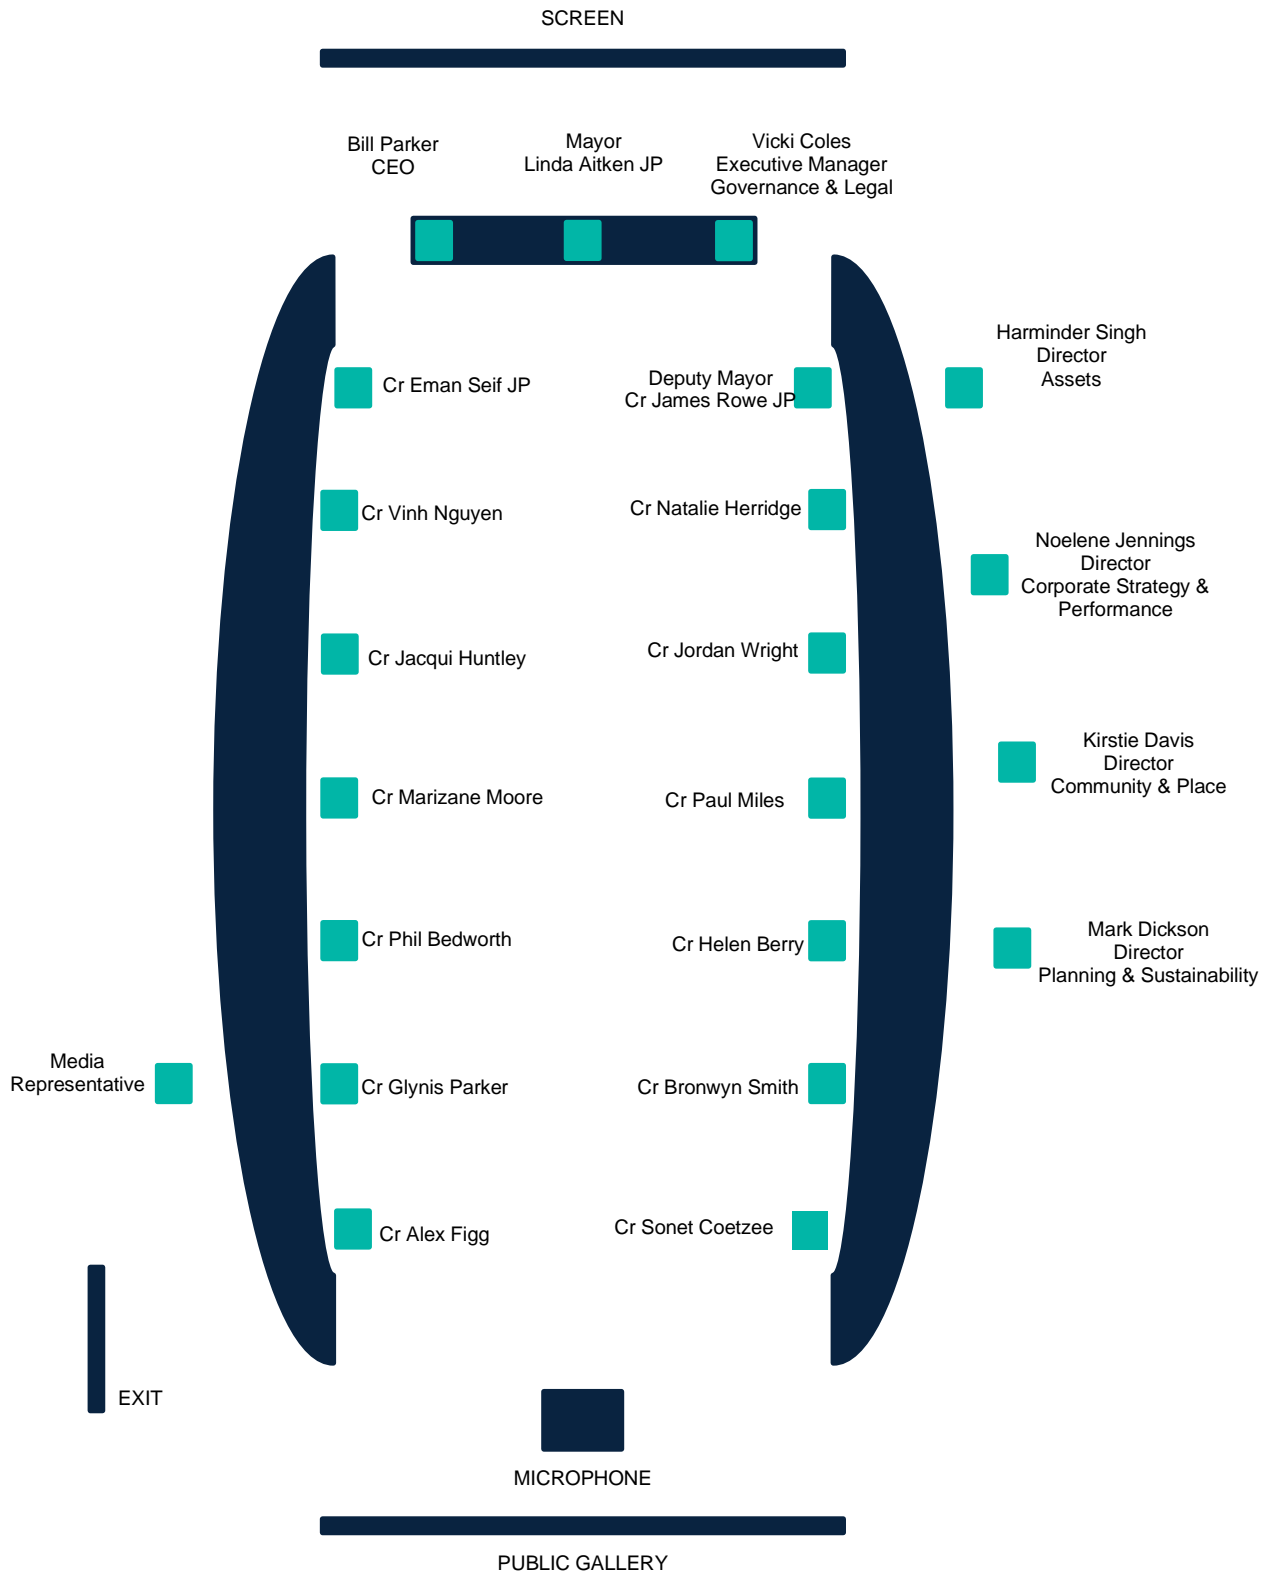 SCREEN
Bill Parker
CEO
Mayor
Linda Aitken JP
Vicki Coles
Executive Manager
Governance & Legal
Harminder Singh
Director
Assets
Cr Eman Seif JP
Deputy Mayor
Cr James Rowe JP
Cr Vinh Nguyen
Cr Natalie Herridge
Noelene Jennings
Director
Corporate Strategy &
Performance
Cr Jacqui Huntley
Cr Jordan Wright
Kirstie Davis
Director
Community & Place
Cr Marizane Moore
Cr Paul Miles
Cr Phil Bedworth
Cr Helen Berry
Mark Dickson
Director
Planning & Sustainability
Media
Representative
Cr Glynis Parker
Cr Bronwyn Smith
Cr Alex Figg
Cr Sonet Coetzee
EXIT
MICROPHONE
PUBLIC GALLERY